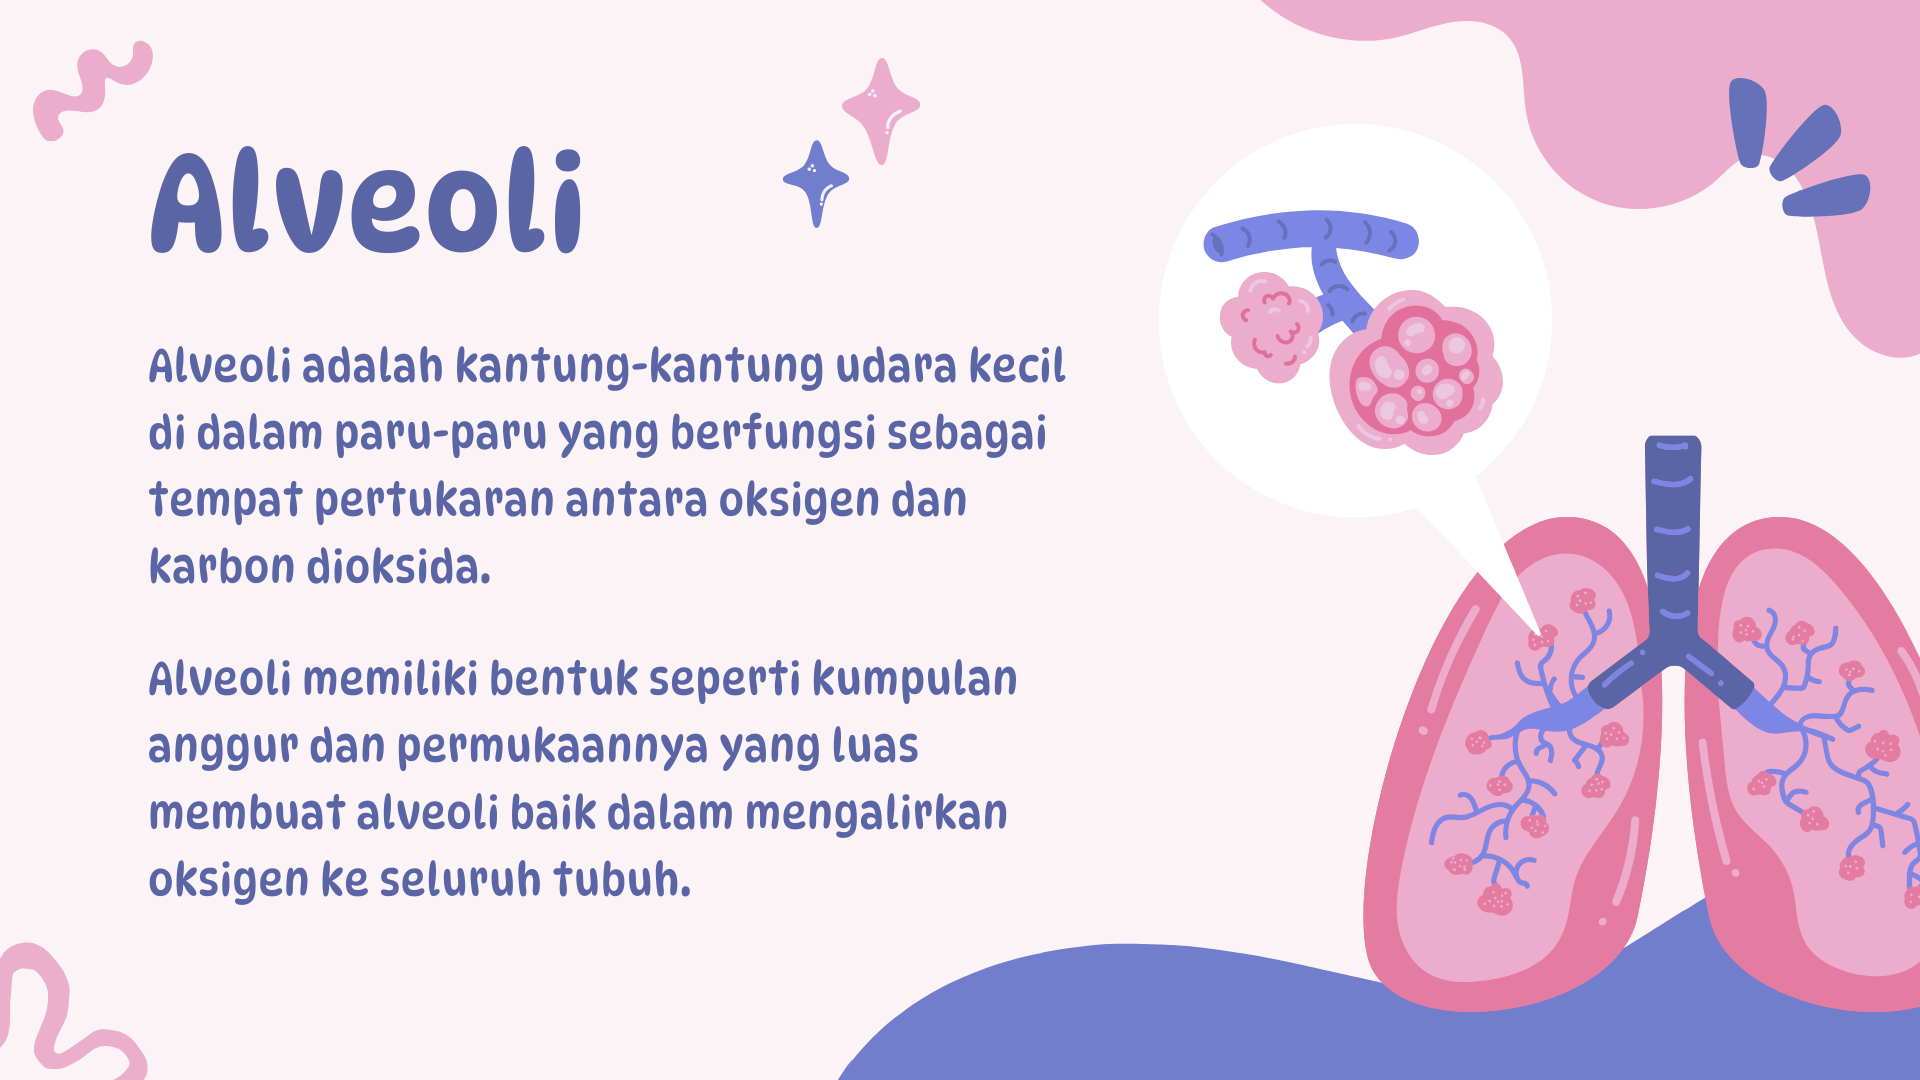 Alveoli
Alveoli adalah kantung-kantung udara kecil
di dalam paru-paru yang berfungsi sebagai
tempat pertukaran antara oksigen dan
karbon dioksida.
Alveoli memiliki bentuk seperti kumpulan
anggur dan permukaannya yang luas
membuat alveoli baik dalam mengalirkan
oksigen ke seluruh tubuh.